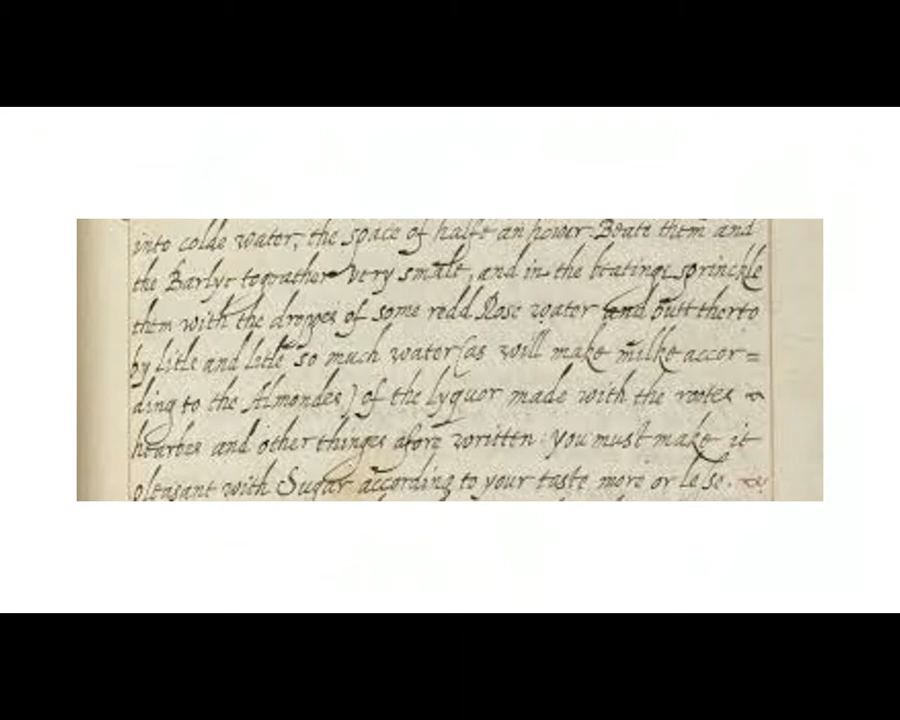 into colde water, the space of halfe an hower. Beate them and
the Barlye togeather very smale, and in the beatinge sprinckle
them with the droppes of some redd Rose water and putt therto
by litle and litle so much water (as will make milke accor=
ding to the Almondes) of the lyquor made with the rootes
hearbes and other thinges afore written: you must make it
pleasant with Sugar according to your taste more or lesse.